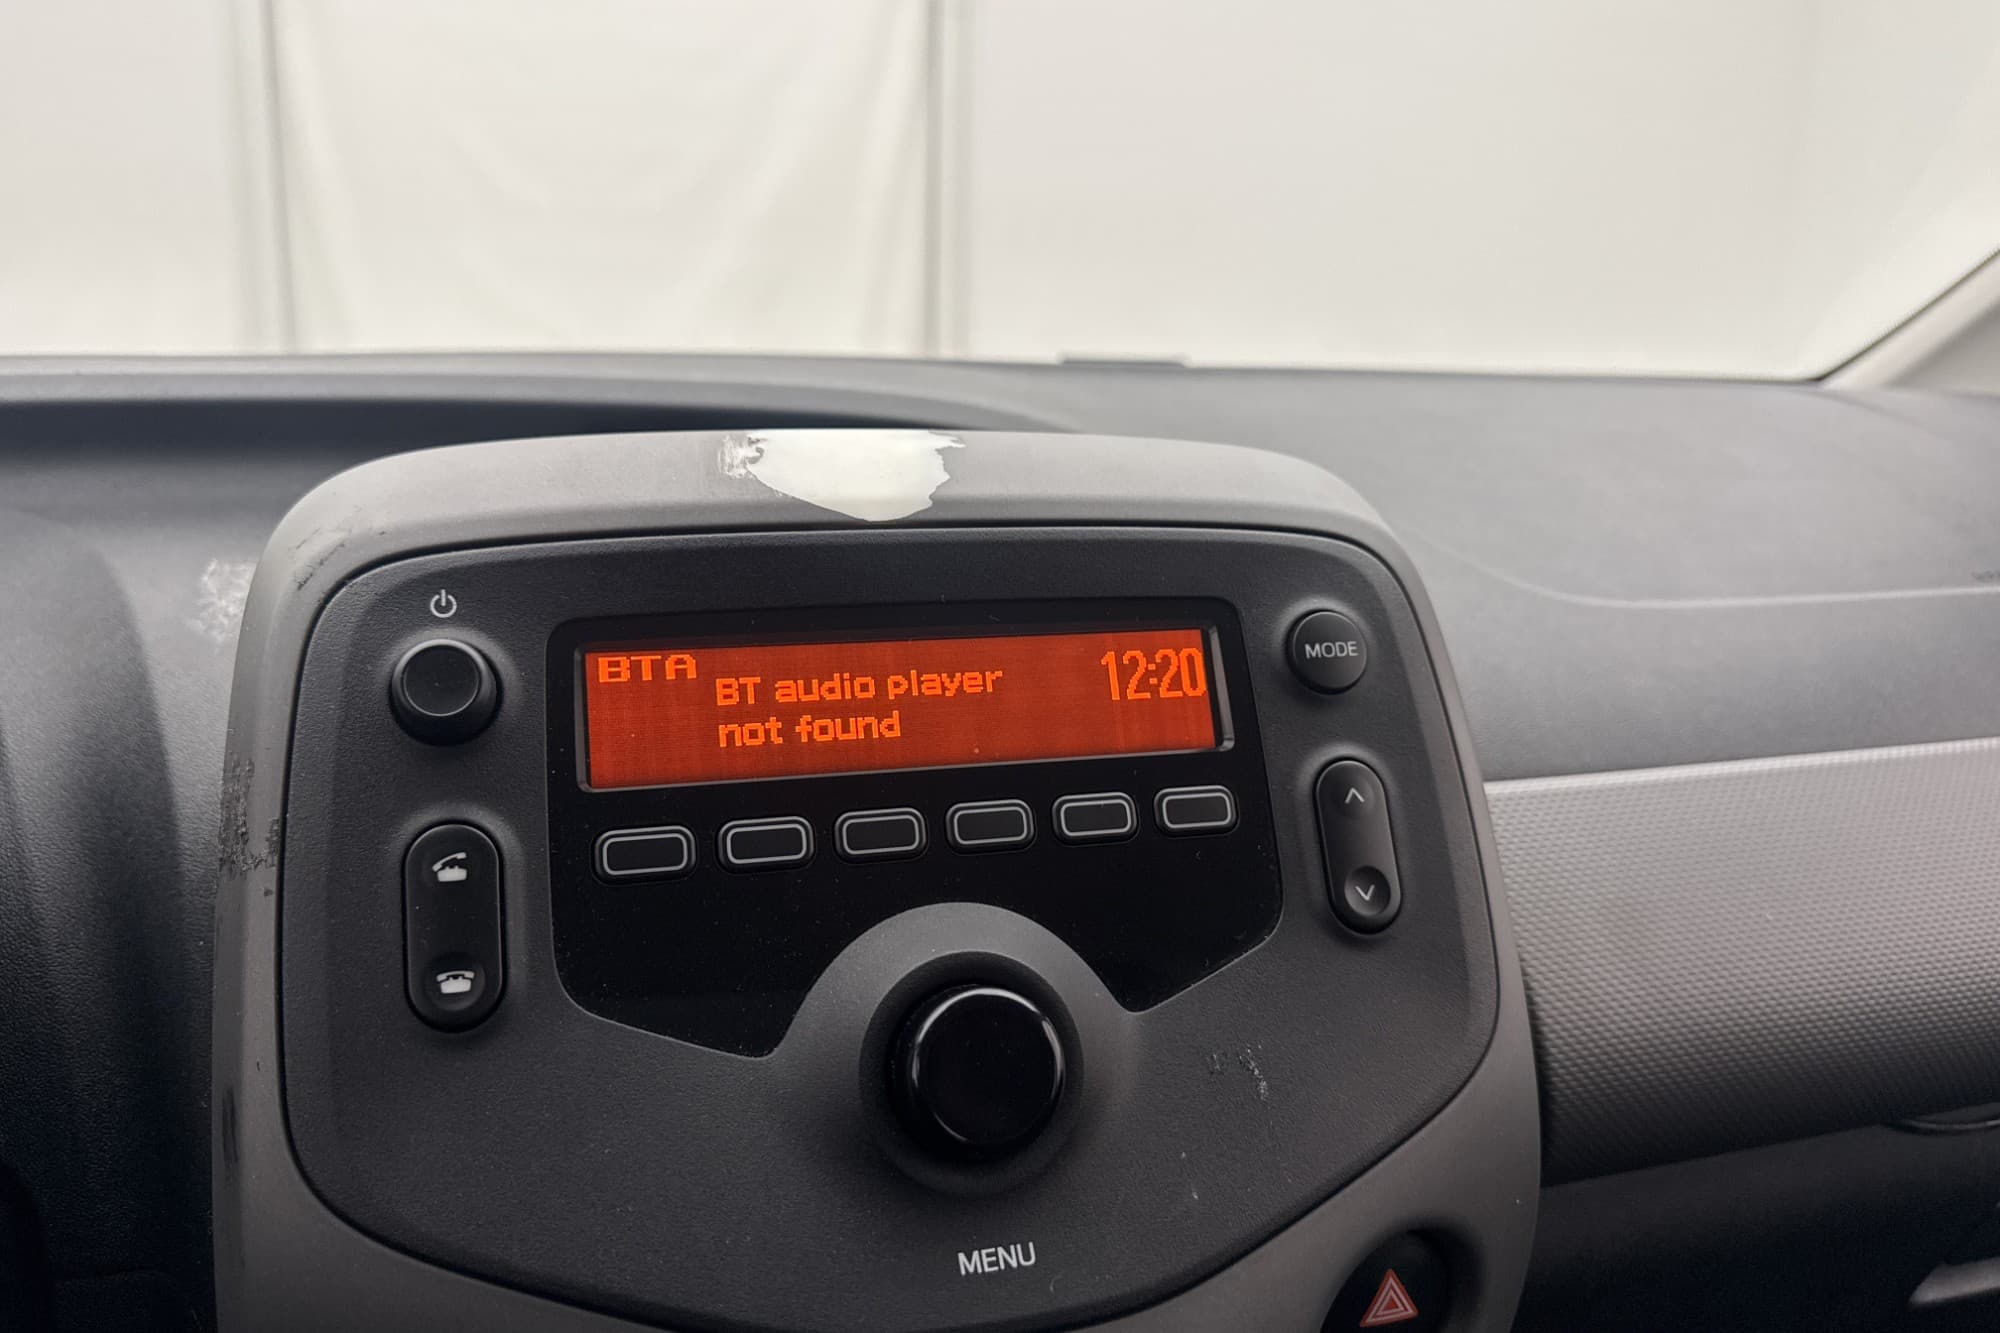 BTA
BT audio player
not found
12:20
MODE
MENU